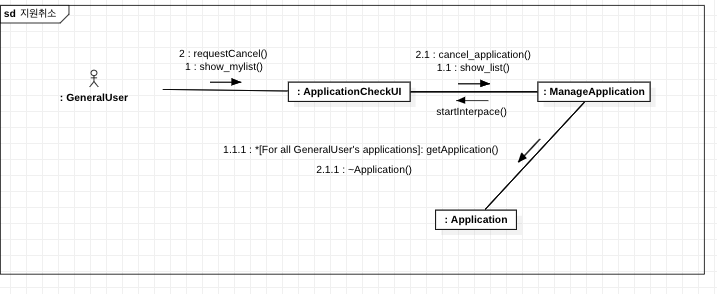 sd 지원취소
2 : requestCancel()
1 : show_mylist()
2.1 : cancel_application()
1.1 : show_list()
: GeneralUser
: ApplicationCheckUI
: ManageApplication
startInterpace()
1.1.1 : *[For all GeneralUser's applications]: getApplication()
2.1.1 : ~Application()
: Application